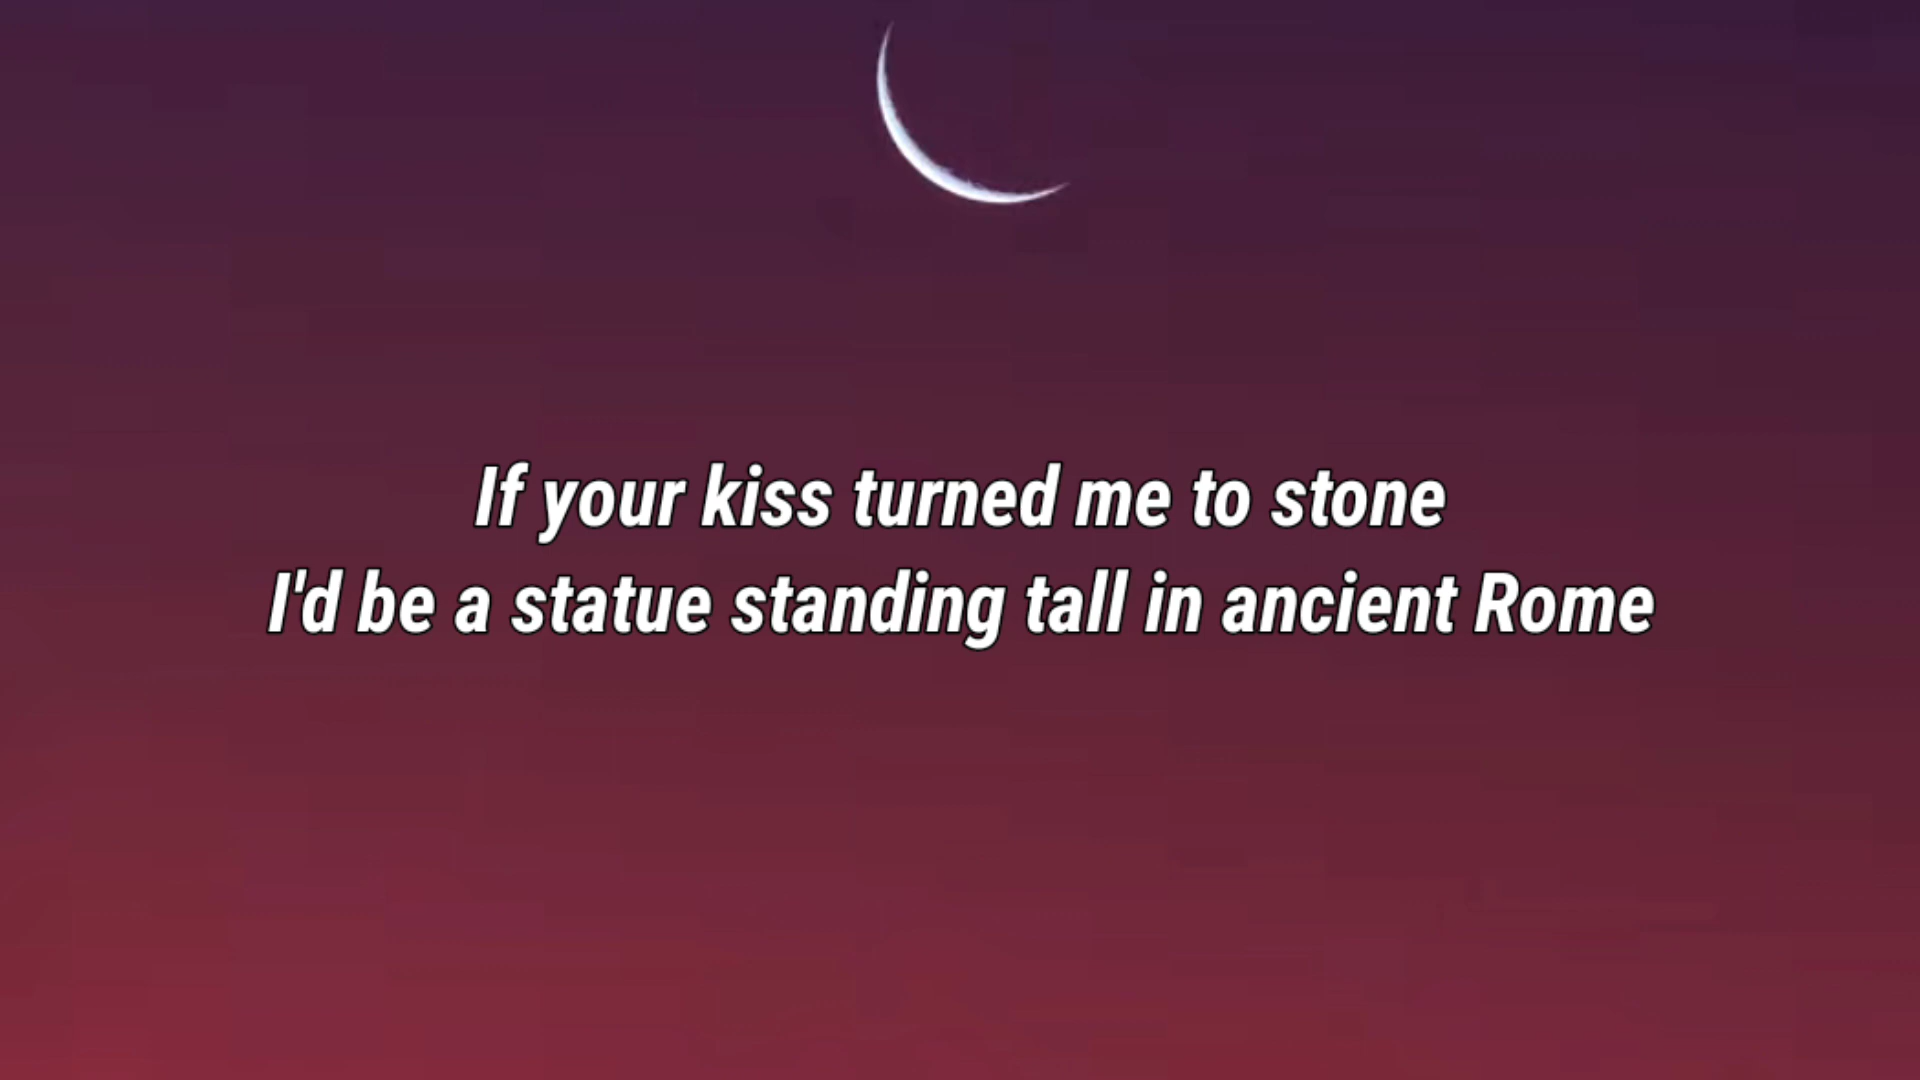 If your kiss turned me to stone
I'd be a statue standing tall in ancient Rome